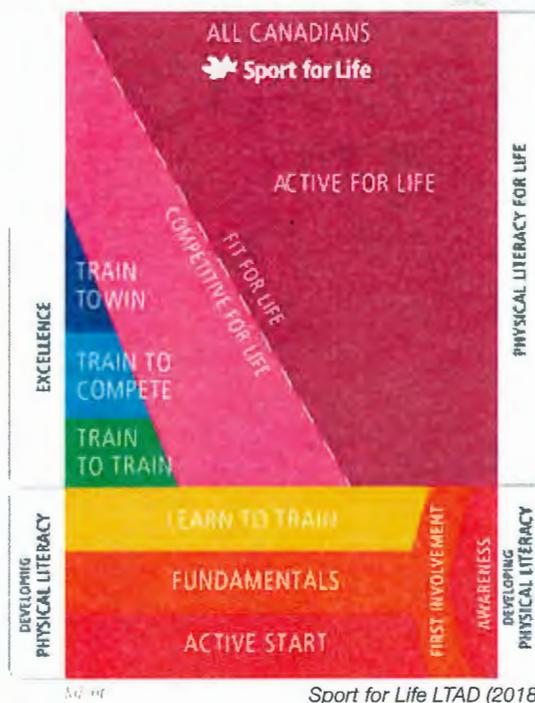 ALL CANADIANS
Sport for Life
ACTIVE FOR LIFE
FIT FOR LIFE
COMPETITIVE FOR LIFE
TRAIN
TO WIN
TRAIN TO
COMPETE
TRAIN
TO TRAIN
LEARN TO TRAIN
FUNDAMENTALS
ACTIVE START
FIRST INVOLVEMENT
AWARENESS
EXCELLENCE
DEVELOPING
PHYSICAL LITERACY
PHYSICAL LITERACY FOR LIFE
DEVELOPING
PHYSICAL LITERACY
Sport for Life LTAD (2018